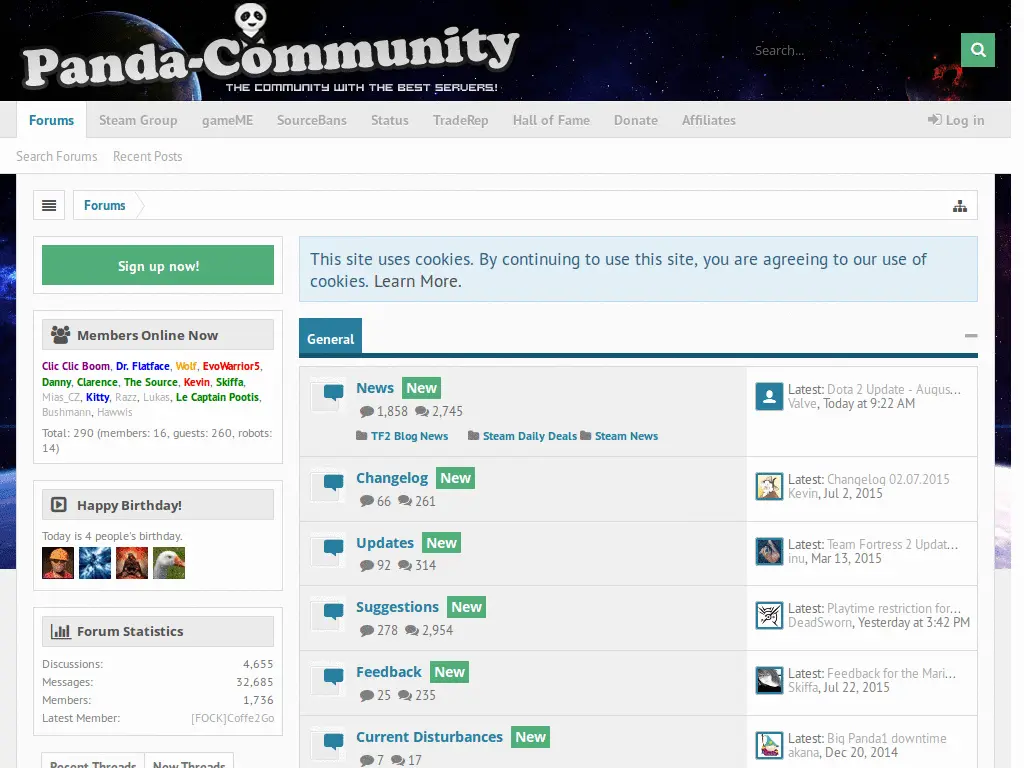 Panda-Community
THE COMMUNITY WITH THE BEST SERVERS!
Search...
Forums Steam Group gameME SourceBans Status TradeRep Hall of Fame Donate Affiliates Log in
Search Forums Recent Posts
Forums
Sign up now!
Members Online Now
Clic Clic Boom, Dr. Flatface, Wolf, EvoWarrior5,
Danny, Clarence, The Source, Kevin, Skiffa,
Mias_CZ, Kitty, Razz, Lukas, Le Captain Pootis,
Bushmann, Hawwls
Total: 290 (members: 16, guests: 260, robots:
14)
Happy Birthday!
Today is 4 people's birthday.
Forum Statistics
Discussions: 4,655
Messages: 32,685
Members: 1,736
Latest Member: [FOCK]Coffe2Go
Recent Threads New Threads
This site uses cookies. By continuing to use this site, you are agreeing to our use of
cookies. Learn More.
General
News New
1,858 2,745
TF2 Blog News Steam Daily Deals Steam News
Latest: Dota 2 Update - Augus...
Valve, Today at 9:22 AM
Changelog New
66 261
Latest: Changelog 02.07.2015
Kevin, Jul 2, 2015
Updates New
92 314
Latest: Team Fortress 2 Updat...
inu, Mar 13, 2015
Suggestions New
278 2,954
Latest: Playtime restriction for...
DeadSworn, Yesterday at 3:42 PM
Feedback New
25 235
Latest: Feedback for the Mari...
Skiffa, Jul 22, 2015
Current Disturbances New
7 17
Latest: Big Panda1 downtime
akana, Dec 20, 2014